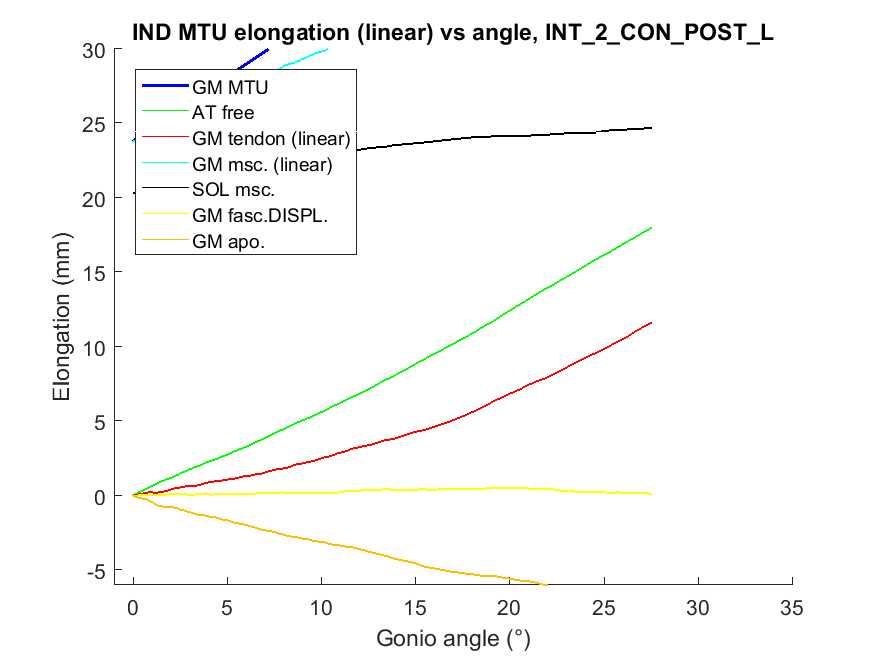 IND MTU elongation (linear) vs angle, INT_2_CON_POST_L
30
25
20
15
10
5
0
-5
Elongation (mm)
GM MTU
AT free
GM tendon (linear)
GM msc. (linear)
SOL msc.
GM fasc.DISPL.
GM apo.
0 5 10 15 20 25 30 35
Gonio angle (°)